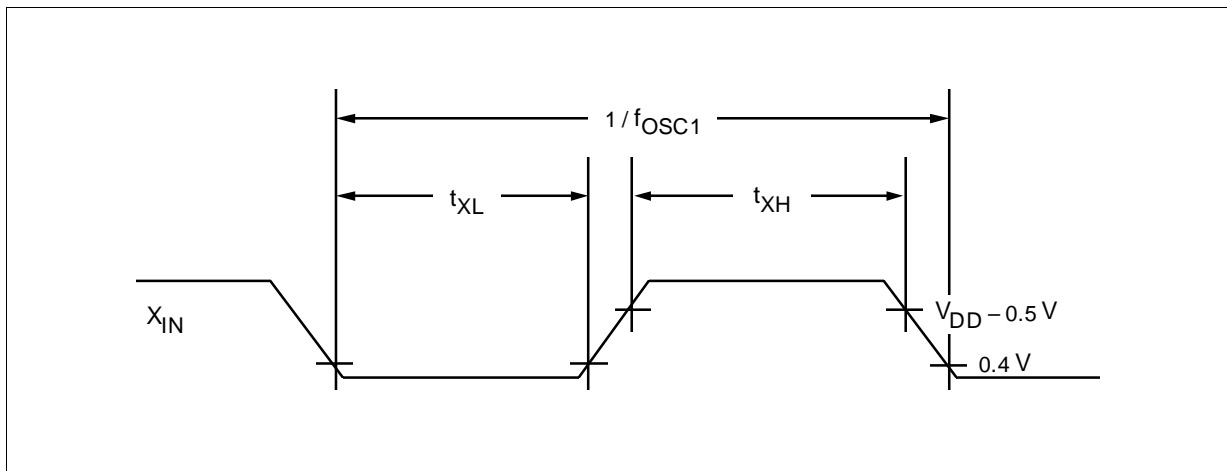 1 / fOSC1
tXL
tXH
XIN
VDD – 0.5 V
0.4 V